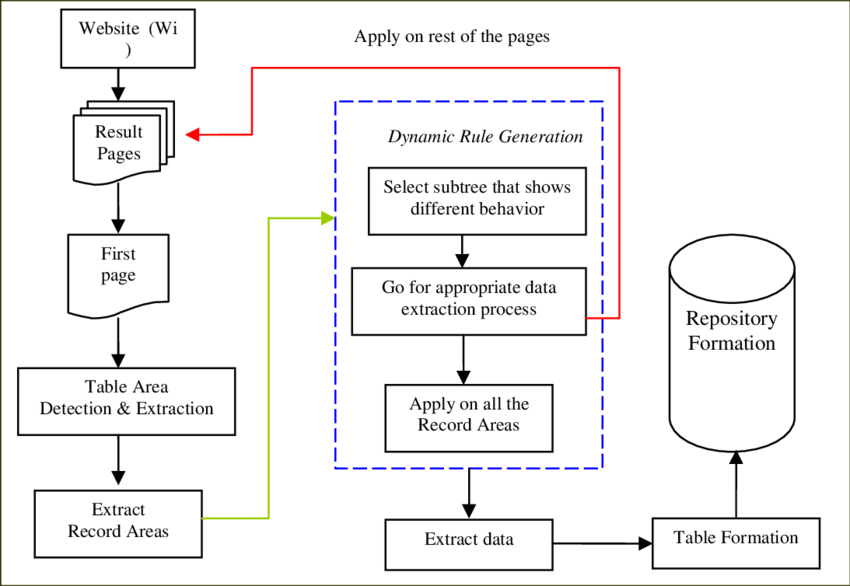 Website  (Wi
)
Apply on rest of the pages
Result
Pages
Dynamic Rule Generation
Select subtree that shows
different behavior
First
page
Go for appropriate data
extraction process
Repository
Formation
Table Area
Detection & Extraction
Apply on all the
Record Areas
Extract
Record Areas
Extract data
Table Formation